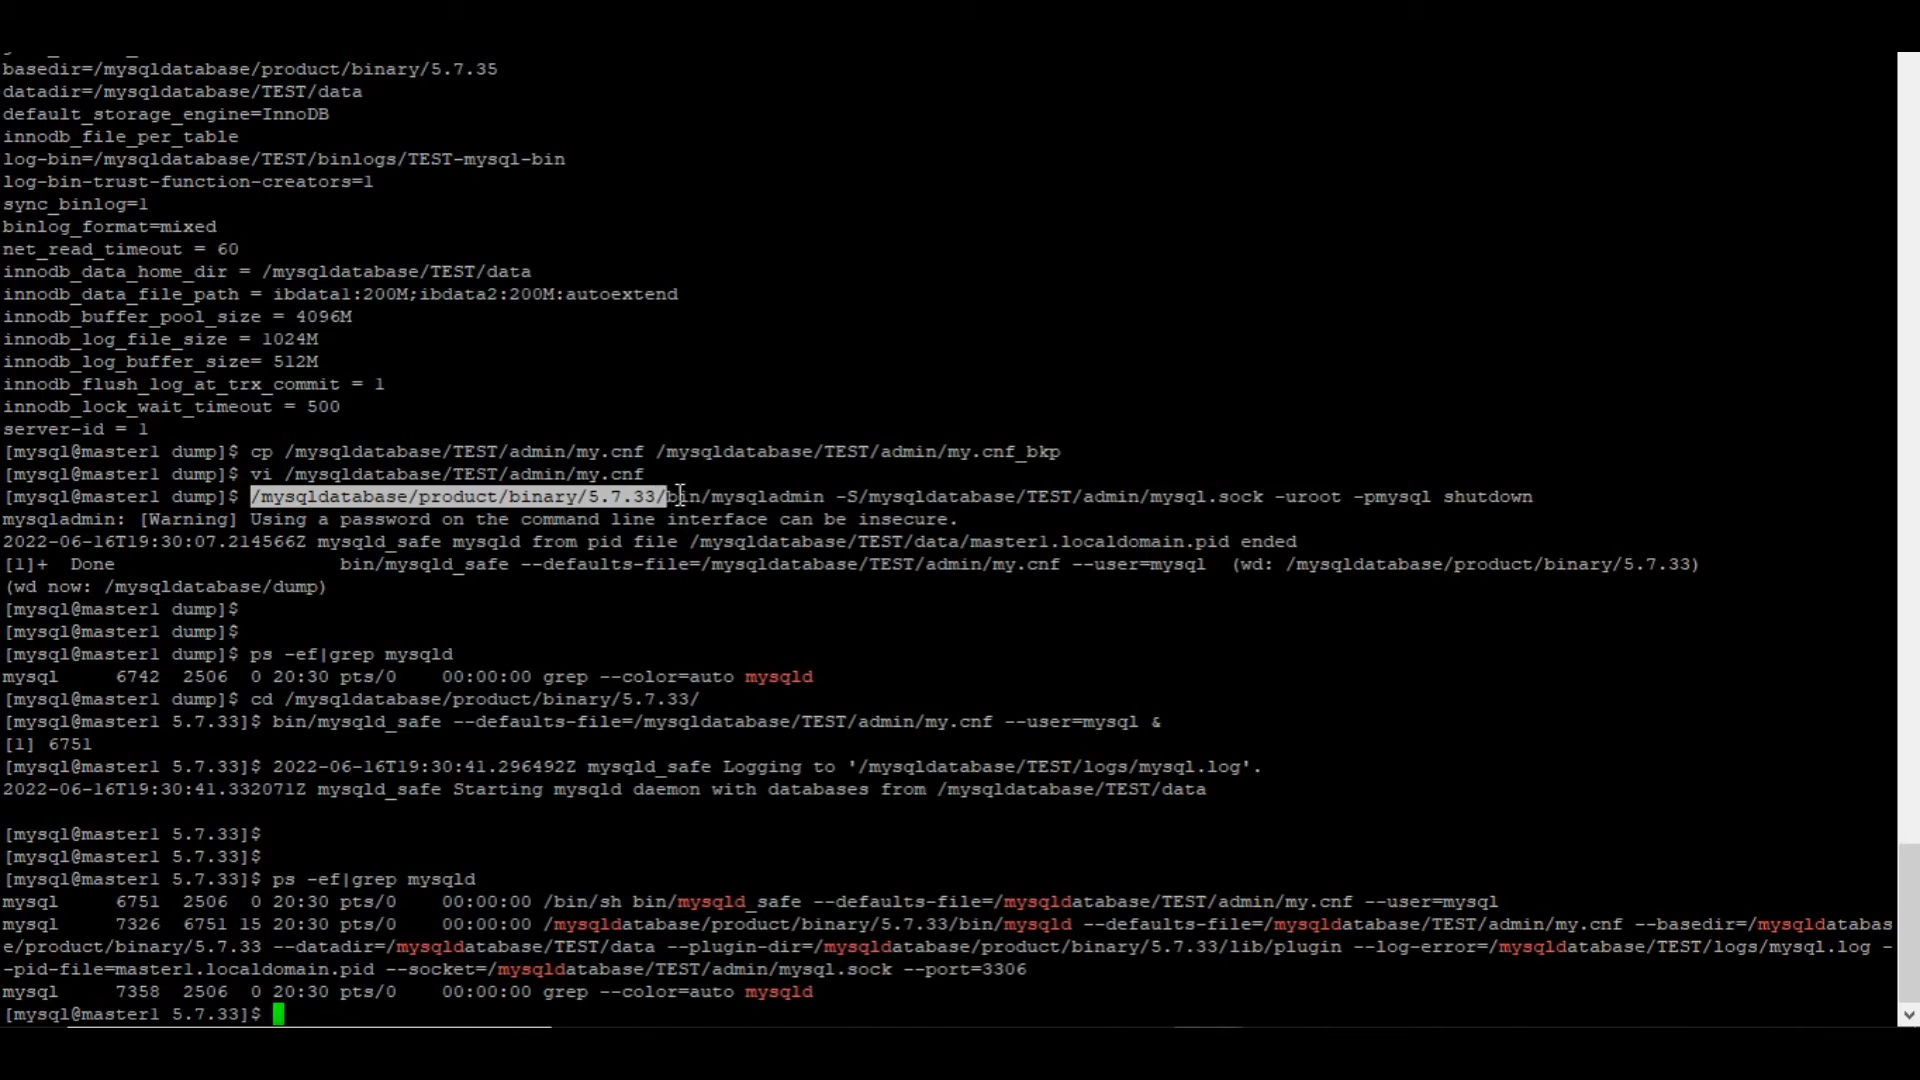 basedir=/mysqldatabase/product/binary/5.7.35
datadir=/mysqldatabase/TEST/data
default_storage_engine=InnoDB
innodb_file_per_table
log-bin=/mysqldatabase/TEST/binlogs/TEST-mysql-bin
log-bin-trust-function-creators=1
sync_binlog=1
binlog_format=mixed
net_read_timeout = 60
innodb_data_home_dir = /mysqldatabase/TEST/data
innodb_data_file_path = ibdata1:200M;ibdata2:200M:autoextend
innodb_buffer_pool_size = 4096M
innodb_log_file_size = 1024M
innodb_log_buffer_size= 512M
innodb_flush_log_at_trx_commit = 1
innodb_lock_wait_timeout = 500
server-id = 1
[mysql@master1 dump]$ cp /mysqldatabase/TEST/admin/my.cnf /mysqldatabase/TEST/admin/my.cnf_bkp
[mysql@master1 dump]$ vi /mysqldatabase/TEST/admin/my.cnf
[mysql@master1 dump]$ /mysqldatabase/product/binary/5.7.33/bin/mysqladmin -S/mysqldatabase/TEST/admin/mysql.sock -uroot -pmysql shutdown
mysqladmin: [Warning] Using a password on the command line interface can be insecure.
2022-06-16T19:30:07.214566Z mysqld_safe mysqld from pid file /mysqldatabase/TEST/data/master1.localdomain.pid ended
[1]+  Done                    bin/mysqld_safe --defaults-file=/mysqldatabase/TEST/admin/my.cnf --user=mysql  (wd: /mysqldatabase/product/binary/5.7.33)
(wd now: /mysqldatabase/dump)
[mysql@master1 dump]$
[mysql@master1 dump]$
[mysql@master1 dump]$ ps -ef|grep mysqld
mysql     6742  2506  0 20:30 pts/0    00:00:00 grep --color=auto mysqld
[mysql@master1 dump]$ cd /mysqldatabase/product/binary/5.7.33/
[mysql@master1 5.7.33]$ bin/mysqld_safe --defaults-file=/mysqldatabase/TEST/admin/my.cnf --user=mysql &
[1] 6751
[mysql@master1 5.7.33]$ 2022-06-16T19:30:41.296492Z mysqld_safe Logging to '/mysqldatabase/TEST/logs/mysql.log'.
2022-06-16T19:30:41.332071Z mysqld_safe Starting mysqld daemon with databases from /mysqldatabase/TEST/data
[mysql@master1 5.7.33]$
[mysql@master1 5.7.33]$
[mysql@master1 5.7.33]$ ps -ef|grep mysqld
mysql     6751  2506  0 20:30 pts/0    00:00:00 /bin/sh bin/mysqld_safe --defaults-file=/mysqldatabase/TEST/admin/my.cnf --user=mysql
mysql     7326  6751 15 20:30 pts/0    00:00:00 /mysqldatabase/product/binary/5.7.33/bin/mysqld --defaults-file=/mysqldatabase/TEST/admin/my.cnf --basedir=/mysqldatabas
e/product/binary/5.7.33 --datadir=/mysqldatabase/TEST/data --plugin-dir=/mysqldatabase/product/binary/5.7.33/lib/plugin --log-error=/mysqldatabase/TEST/logs/mysql.log -
-pid-file=master1.localdomain.pid --socket=/mysqldatabase/TEST/admin/mysql.sock --port=3306
mysql     7358  2506  0 20:30 pts/0    00:00:00 grep --color=auto mysqld
[mysql@master1 5.7.33]$